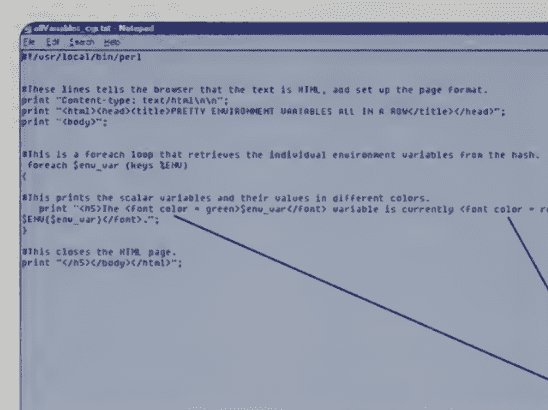 allVariables_cgi.txt - Notepad
File Edit Search Help
#!/usr/local/bin/perl
#These lines tells the browser that the text is HTML, and set up the page format.
print "Content-type: text/html\n\n";
print "<html><head><title>PRETTY ENVIRONMENT VARIABLES ALL IN A ROW</title></head>";
print "<body>";
#This is a foreach loop that retrieves the individual environment variables from the hash.
foreach $env_var (keys %ENV)
{
#This prints the scalar variables and their values in different colors.
print "<h5>The <font color = green>$env_var</font> variable is currently <font color = re
$ENV{$env_var}</font>.";
}
#This closes the HTML page.
print "</h5></body></html>";